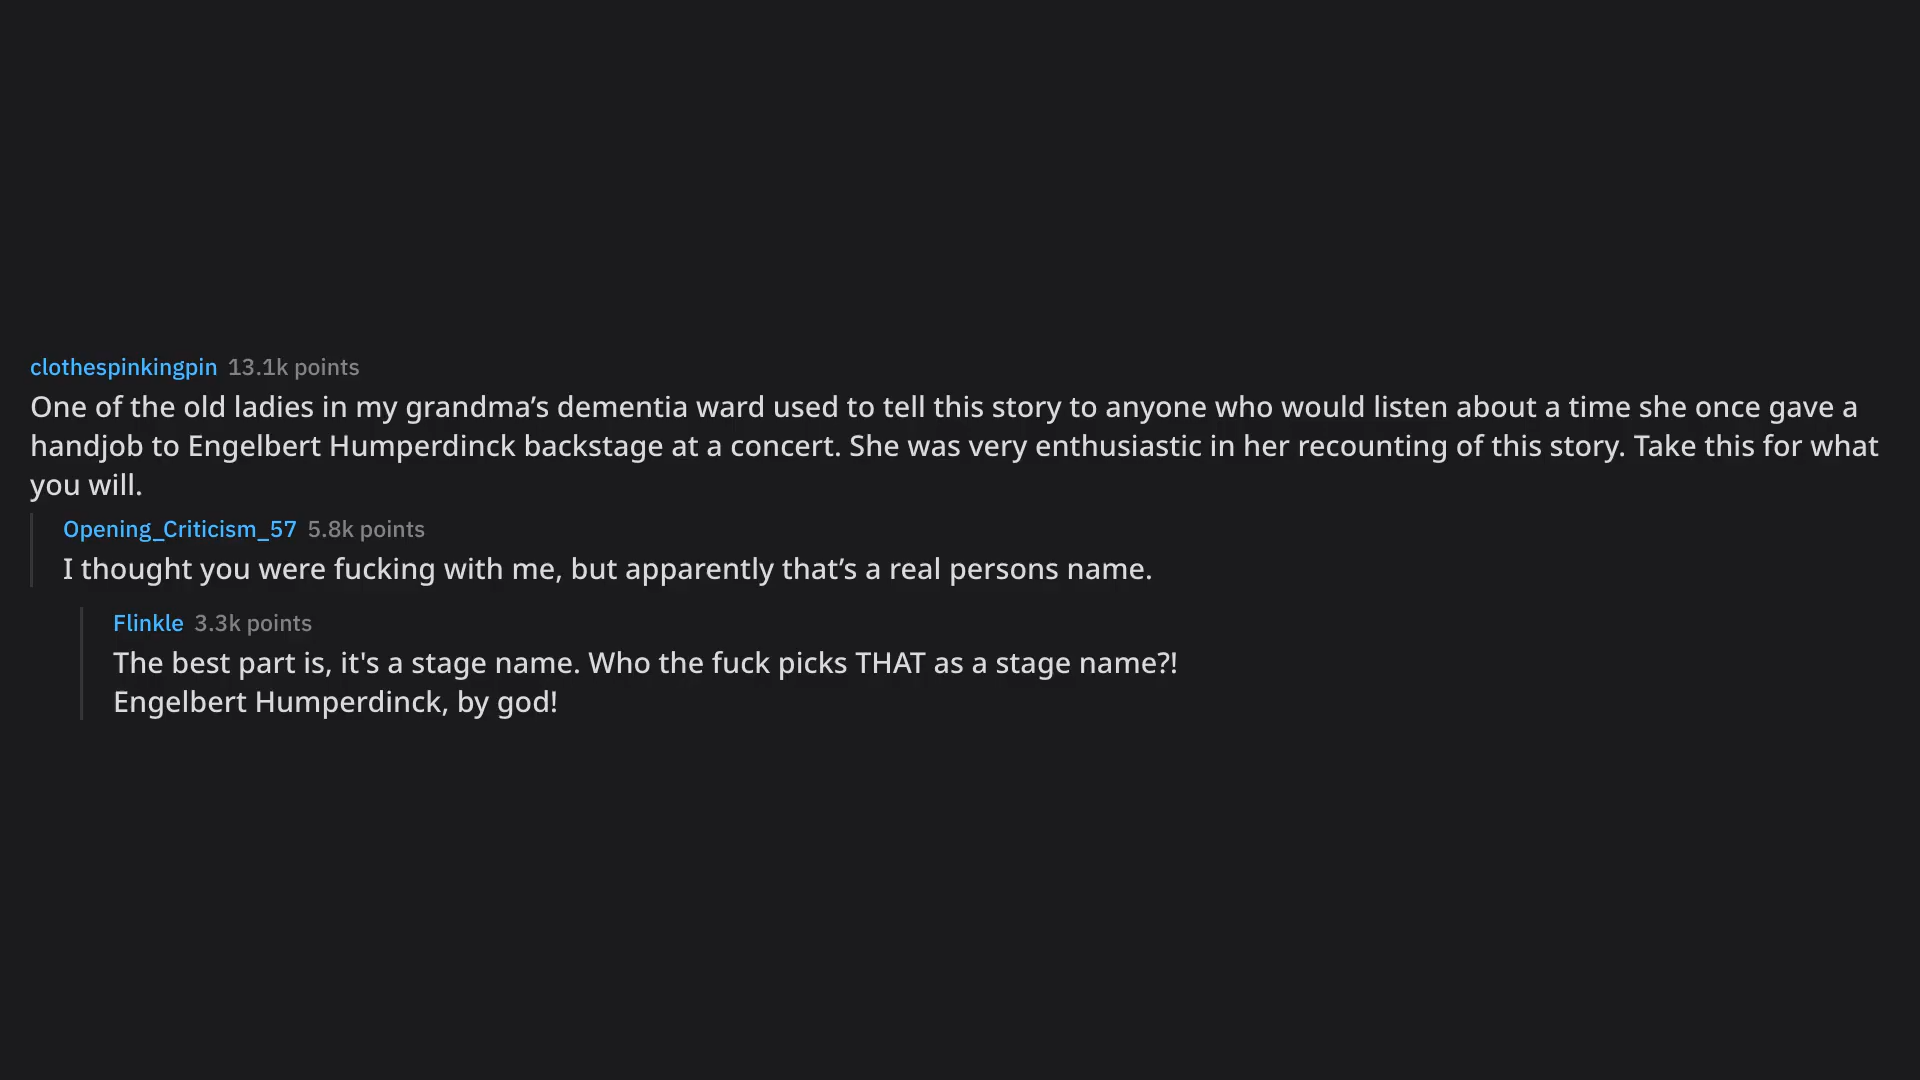 clothespinkingpin 13.1k points
One of the old ladies in my grandma’s dementia ward used to tell this story to anyone who would listen about a time she once gave a
handjob to Engelbert Humperdinck backstage at a concert. She was very enthusiastic in her recounting of this story. Take this for what
you will.
Opening_Criticism_57 5.8k points
I thought you were fucking with me, but apparently that’s a real persons name.
Flinkle 3.3k points
The best part is, it's a stage name. Who the fuck picks THAT as a stage name?!
Engelbert Humperdinck, by god!